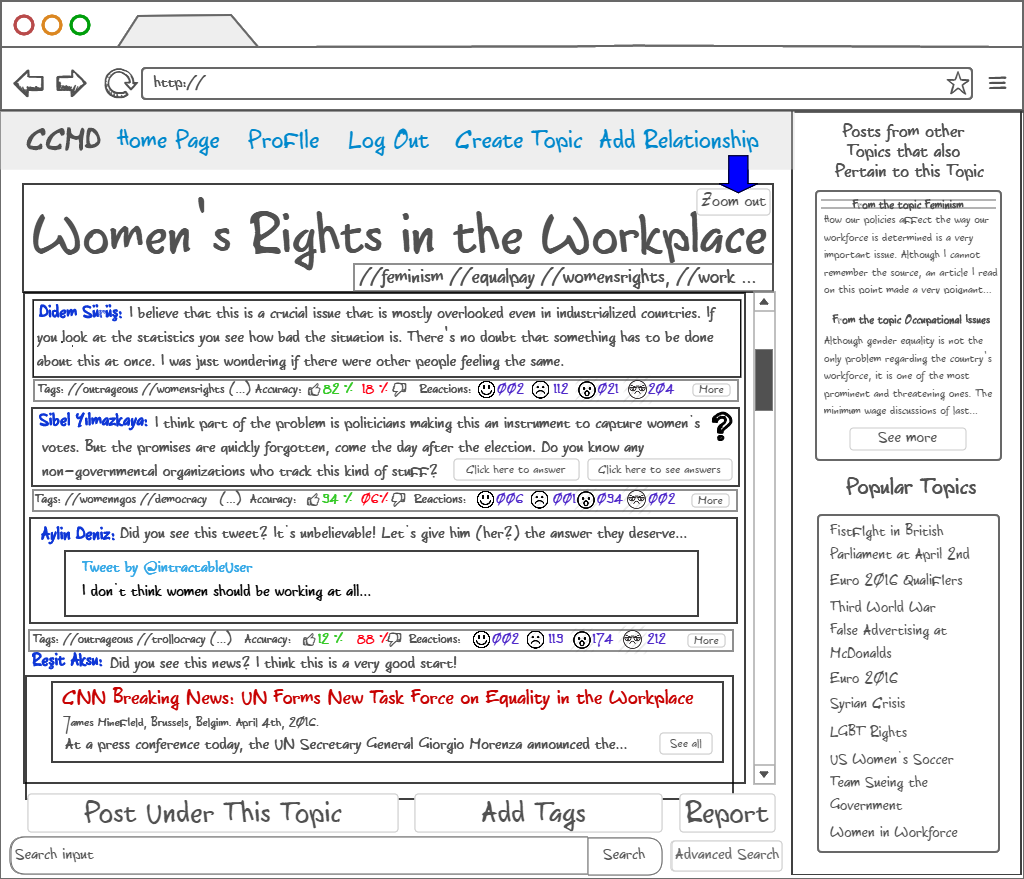 http://
CCMD Home Page Profile Log Out Create Topic Add Relationship
Zoom out
Women's Rights in the Workplace
//feminism //equalpay //womensrights, //work ...
Didem Sürüş: I believe that this is a crucial issue that is mostly overlooked even in industrialized countries. If
you look at the statistics you see how bad the situation is. There's no doubt that something has to be done
about this at once. I was just wondering if there were other people feeling the same.
Tags: //outrageous //womensrights (...) Accuracy: 82 % 18 % Reactions: 002 112 021 204 More
Sibel Yılmazkaya: I think part of the problem is politicians making this an instrument to capture women's ?
votes. But the promises are quickly forgotten, come the day after the election. Do you know any
non-governmental organizations who track this kind of stuff? Click here to answer Click here to see answers
Tags: //womenngos //democracy (...) Accuracy: 94 % 06% Reactions: 006 001 094 002 More
Aylin Deniz: Did you see this tweet? It's unbelievable! Let's give him (her?) the answer they deserve...
Tweet by @intractableUser
I don't think women should be working at all...
Tags: //outrageous //trollocracy (...) Accuracy: 12 % 88 % Reactions: 002 119 174 212 More
Reşit Aksu: Did you see this news? I think this is a very good start!
CNN Breaking News: UN Forms New Task Force on Equality in the Workplace
James Minefield, Brussels, Belgim. April 4th, 2016.
At a press conference today, the UN Secretary General Giorgio Morenza announced the... See all
Post Under This Topic Add Tags Report
Search input Search Advanced Search
Posts from other
Topics that also
Pertain to this Topic
From the topic Feminism
How our policies affect the way our
workforce is determined is a very
important issue. Although I cannot
remember the source, an article I read
on this point made a very poignant...
From the topic Occupational Issues
Although gender equality is not the
only problem regarding the country's
workforce, it is one of the most
prominent and threatening ones. The
minimum wage discussions of last...
See more
Popular Topics
Fistfight in British
Parliament at April 2nd
Euro 2016 Qualifiers
Third World War
False Advertising at
McDonalds
Euro 2016
Syrian Crisis
LGBT Rights
US Women's Soccer
Team Sueing the
Government
Women in Workforce